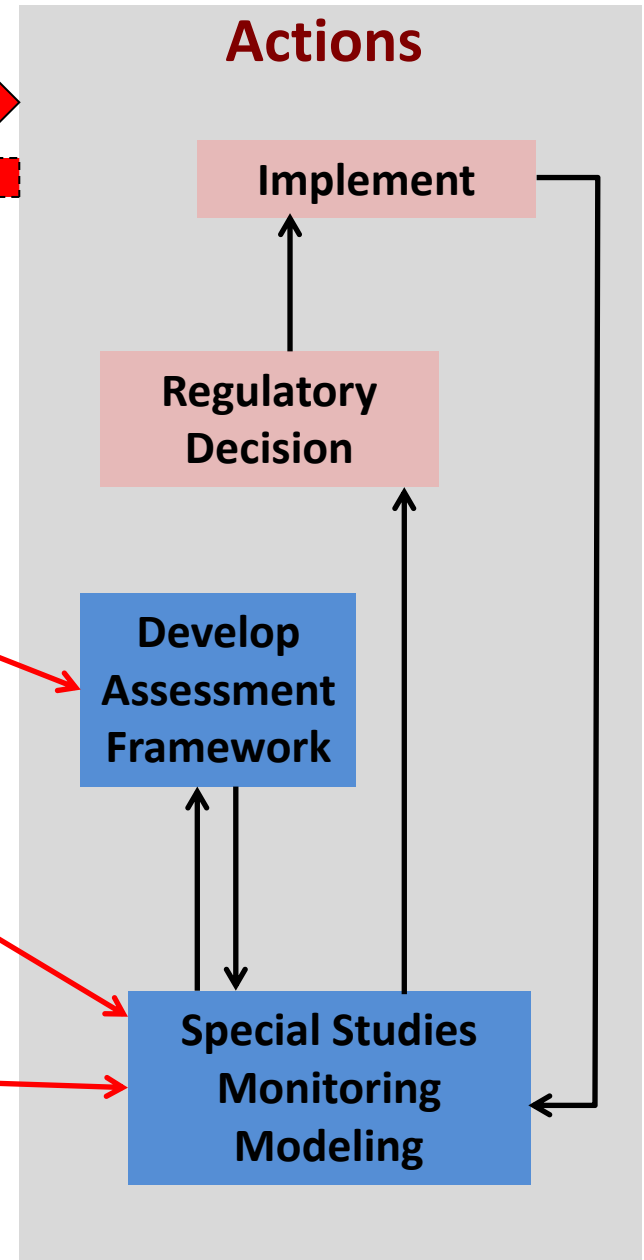 Actions
Implement
Regulatory
Decision
Develop
Assessment
Framework
Special Studies
Monitoring
Modeling